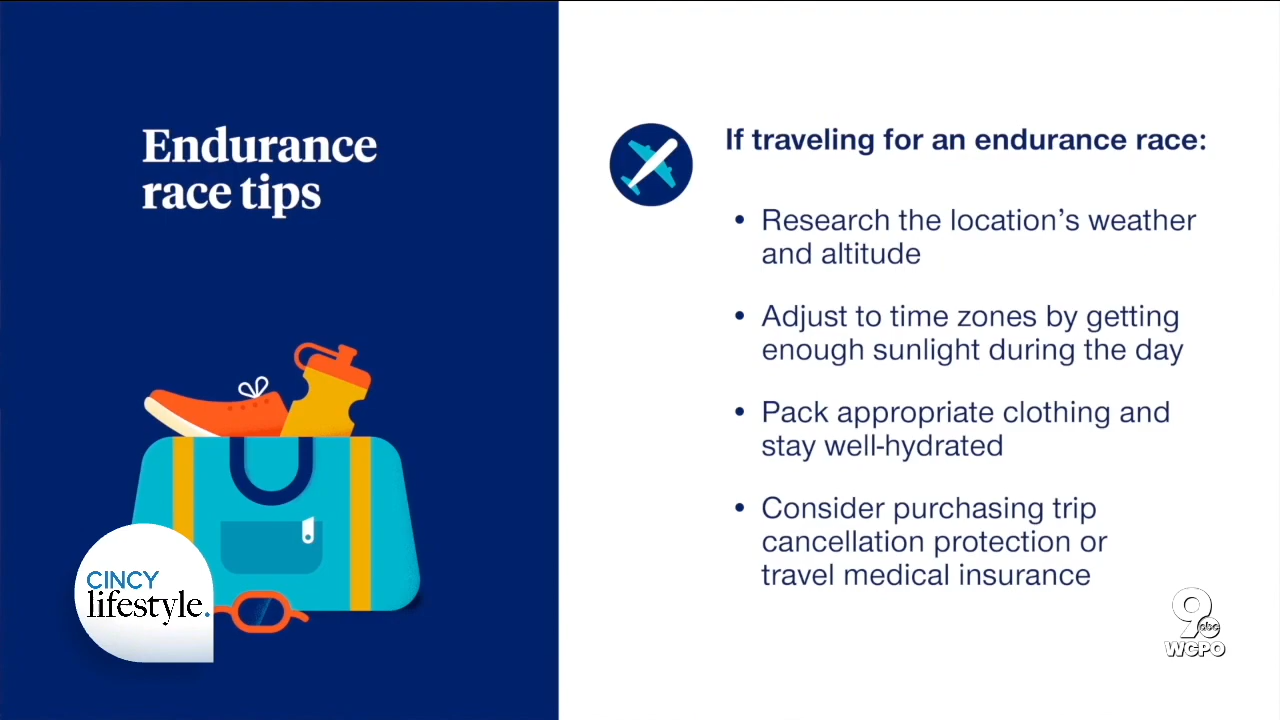 Endurance
race tips
If traveling for an endurance race:
• Research the location’s weather
and altitude
• Adjust to time zones by getting
enough sunlight during the day
• Pack appropriate clothing and
stay well-hydrated
• Consider purchasing trip
cancellation protection or
travel medical insurance
CINCY
lifestyle.
9
abc
WCPO